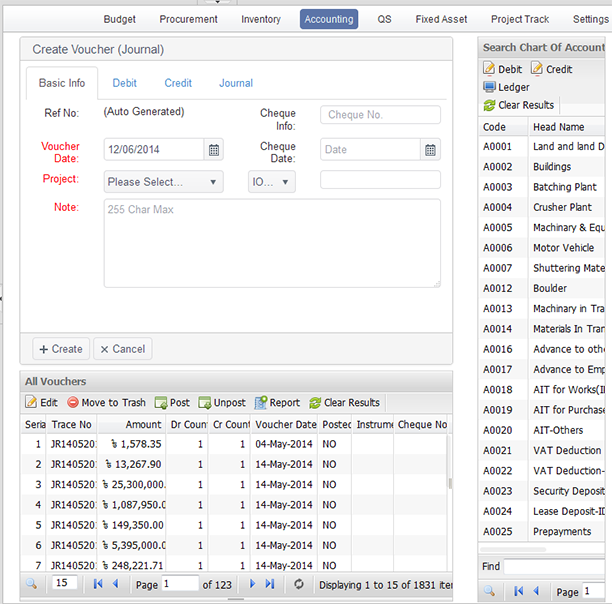 Budget Procurement Inventory Accounting QS Fixed Asset Project Track Settings
Create Voucher (Journal)
Basic Info Debit Credit Journal
Ref No: (Auto Generated) Cheque Info: Cheque No.
Voucher Date: 12/06/2014 Cheque Date: Date
Project: Please Select... IO...
Note: 255 Char Max
Create Cancel
All Vouchers
Edit Move to Trash Post Unpost Report Clear Results
Seria Trace No Amount Dr Coun Cr Count Voucher Date Postec Instrume Cheque No
1 JR140520 1,578.35 1 1 04-May-2014 NO
2 JR140520 13,267.90 1 1 14-May-2014 NO
3 JR140520 25,300,000. 1 1 14-May-2014 NO
4 JR140520 1,087,950.0 1 1 14-May-2014 NO
5 JR140520 149,350.00 1 1 14-May-2014 NO
6 JR140520 5,395,000.0 1 1 14-May-2014 NO
7 JR140520 248,221.71 1 1 14-May-2014 NO
15 Page 1 of 123 Displaying 1 to 15 of 1831 iter
Search Chart Of Accoun
Debit Credit
Ledger
Clear Results
Code Head Name
A0001 Land and land D
A0002 Buildings
A0003 Batching Plant
A0004 Crusher Plant
A0005 Machinery & Equ
A0006 Motor Vehicle
A0007 Shuttering Mate
A0012 Boulder
A0013 Machinery in Tra
A0014 Materials In Tran
A0016 Advance to othe
A0017 Advance to Emp
A0018 AIT for Works(I
A0019 AIT for Purchase
A0020 AIT-Others
A0021 VAT Deduction
A0022 VAT Deduction-
A0023 Security Deposit
A0024 Lease Deposit-I
A0025 Prepayments
Find
Page 1